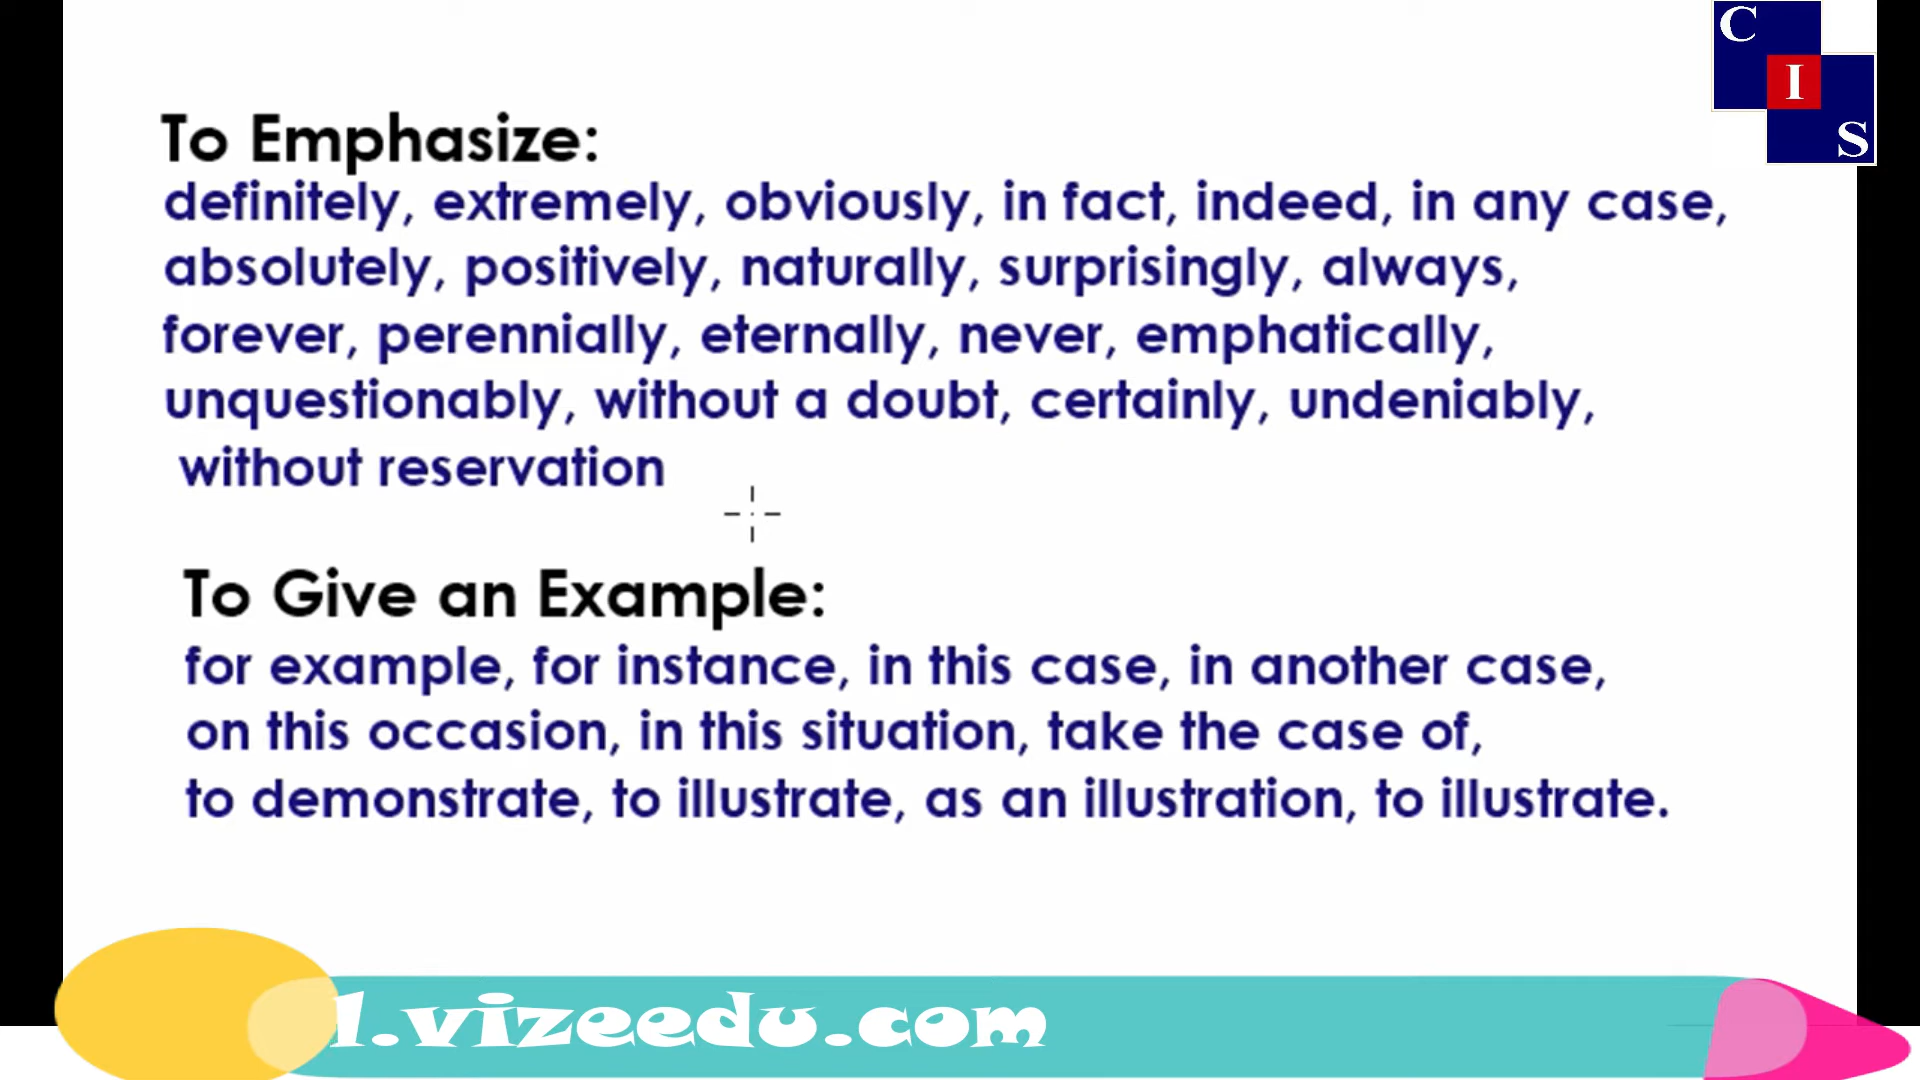 C
I
S
To Emphasize:
definitely, extremely, obviously, in fact, indeed, in any case,
absolutely, positively, naturally, surprisingly, always,
forever, perennially, eternally, never, emphatically,
unquestionably, without a doubt, certainly, undeniably,
without reservation
To Give an Example:
for example, for instance, in this case, in another case,
on this occasion, in this situation, take the case of,
to demonstrate, to illustrate, as an illustration, to illustrate.
1.vizeedu.com